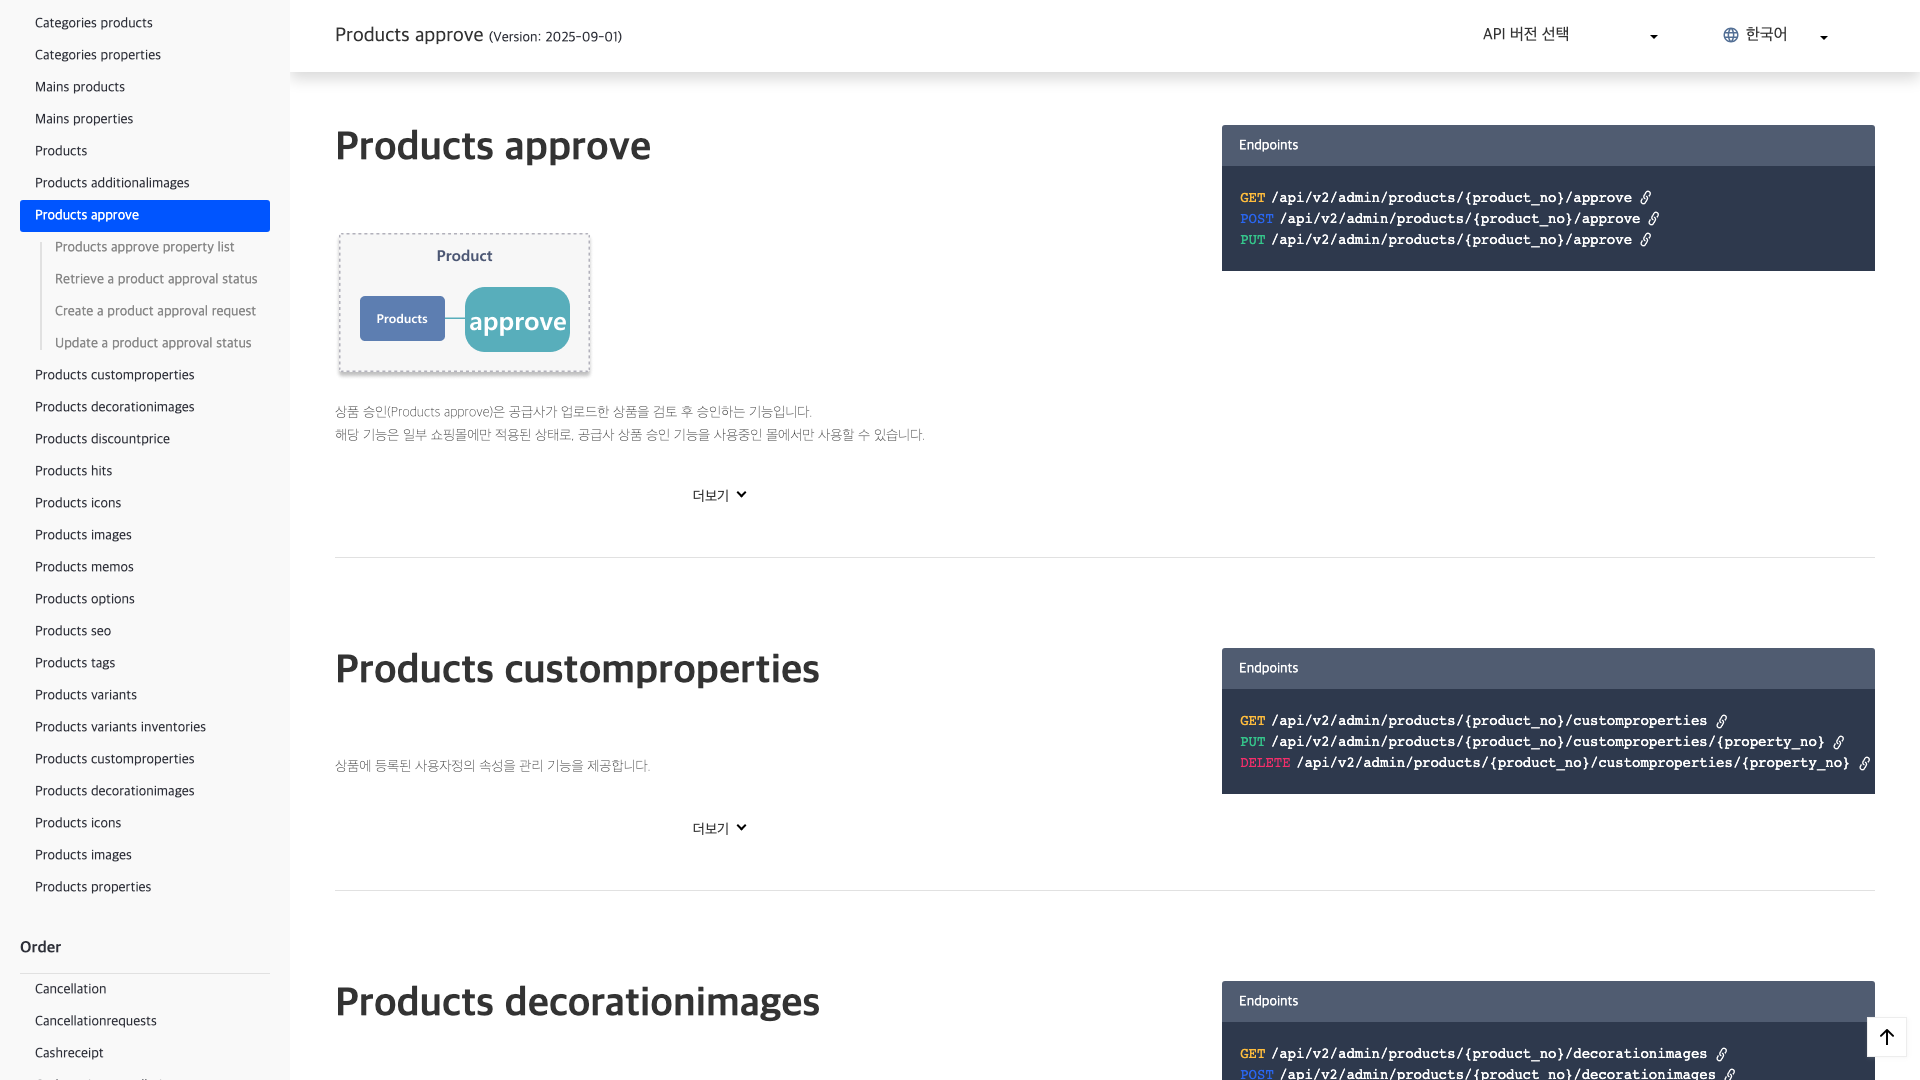 Categories products
Categories properties
Mains products
Mains properties
Products
Products additionalimages
Products approve
Products approve property list
Retrieve a product approval status
Create a product approval request
Update a product approval status
Products customproperties
Products decorationimages
Products discountprice
Products hits
Products icons
Products images
Products memos
Products options
Products seo
Products tags
Products variants
Products variants inventories
Products customproperties
Products decorationimages
Products icons
Products images
Products properties
Order
Cancellation
Cancellationrequests
Cashreceipt
Products approve (Version: 2025-09-01)
API 버전 선택
한국어
Products approve
Product
Products
approve
상품 승인(Products approve)은 공급사가 업로드한 상품을 검토 후 승인하는 기능입니다.
해당 기능은 일부 쇼핑몰에만 적용된 상태로, 공급사 상품 승인 기능을 사용중인 몰에서만 사용할 수 있습니다.
더보기
Endpoints
GET /api/v2/admin/products/{product_no}/approve
POST /api/v2/admin/products/{product_no}/approve
PUT /api/v2/admin/products/{product_no}/approve
Products customproperties
상품에 등록된 사용자정의 속성을 관리 기능을 제공합니다.
더보기
Endpoints
GET /api/v2/admin/products/{product_no}/customproperties
PUT /api/v2/admin/products/{product_no}/customproperties/{property_no}
DELETE /api/v2/admin/products/{product_no}/customproperties/{property_no}
Products decorationimages
Endpoints
GET /api/v2/admin/products/{product_no}/decorationimages
POST /api/v2/admin/products/{product_no}/decorationimages